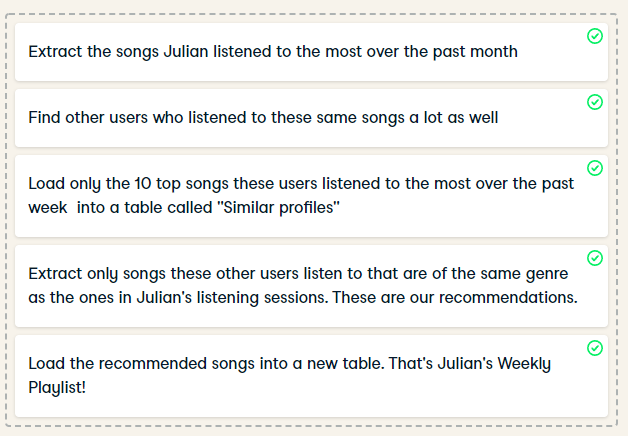 Extract the songs Julian listened to the most over the past month
Find other users who listened to these same songs a lot as well
Load only the 10 top songs these users listened to the most over the past
week  into a table called "Similar profiles"
Extract only songs these other users listen to that are of the same genre
as the ones in Julian's listening sessions. These are our recommendations.
Load the recommended songs into a new table. That's Julian's Weekly
Playlist!